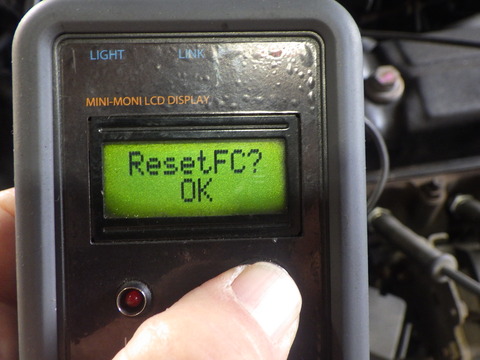 LIGHT LINK
MINI-MONI LCD DISPLAY
ResetFC?
OK